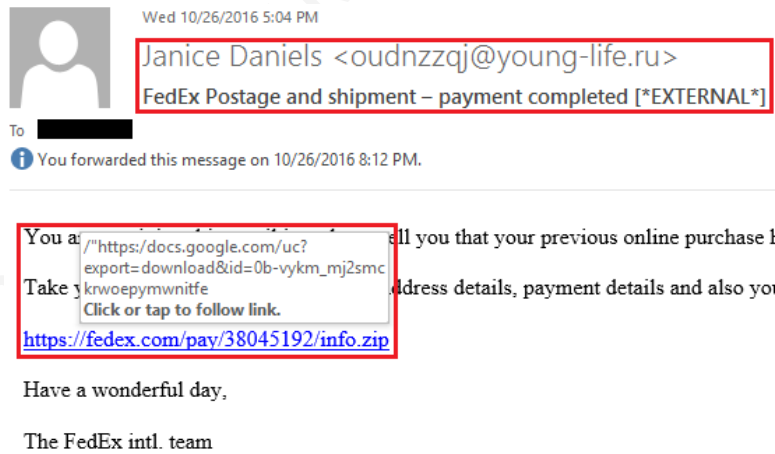 Wed 10/26/2016 5:04 PM
Janice Daniels <oudnzzqj@young-life.ru>
FedEx Postage and shipment – payment completed [*EXTERNAL*]
To
You forwarded this message on 10/26/2016 8:12 PM.
You ell you that your previous online purchase
/"https:/docs.google.com/uc?
export=download&id=0b-vykm_mj2smc
krwoepymwnitfe
Click or tap to follow link.
Take ddress details, payment details and also you
https://fedex.com/pay/38045192/info.zip
Have a wonderful day,
The FedEx intl. team